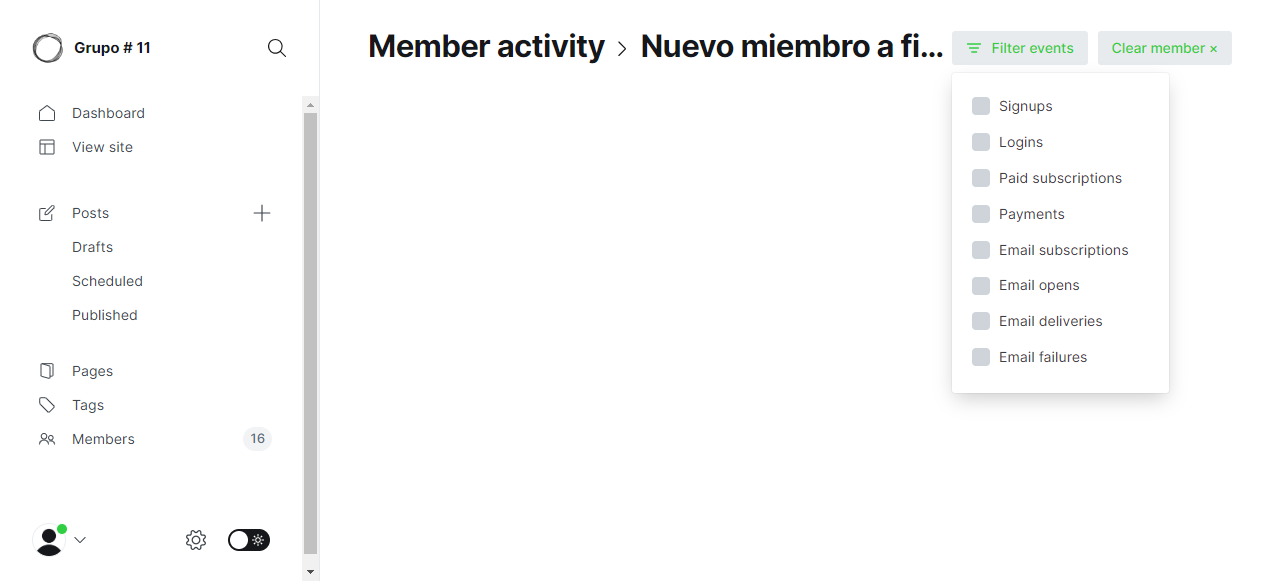 Grupo # 11
Dashboard
View site
Posts
Drafts
Scheduled
Published
Pages
Tags
Members 16
Member activity > Nuevo miembro a fi...
Filter events
Clear member ×
Signups
Logins
Paid subscriptions
Payments
Email subscriptions
Email opens
Email deliveries
Email failures